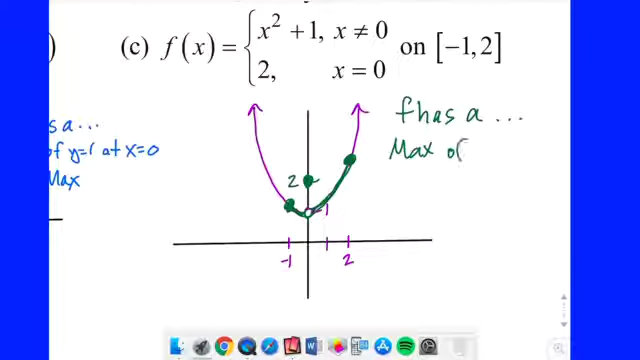 (c) f(x) = { x² + 1, x ≠ 0
2, x = 0 on [−1, 2]
f has a ...
Max of
s a ...
of y=1 at x=0
Max
2
1
-1
2